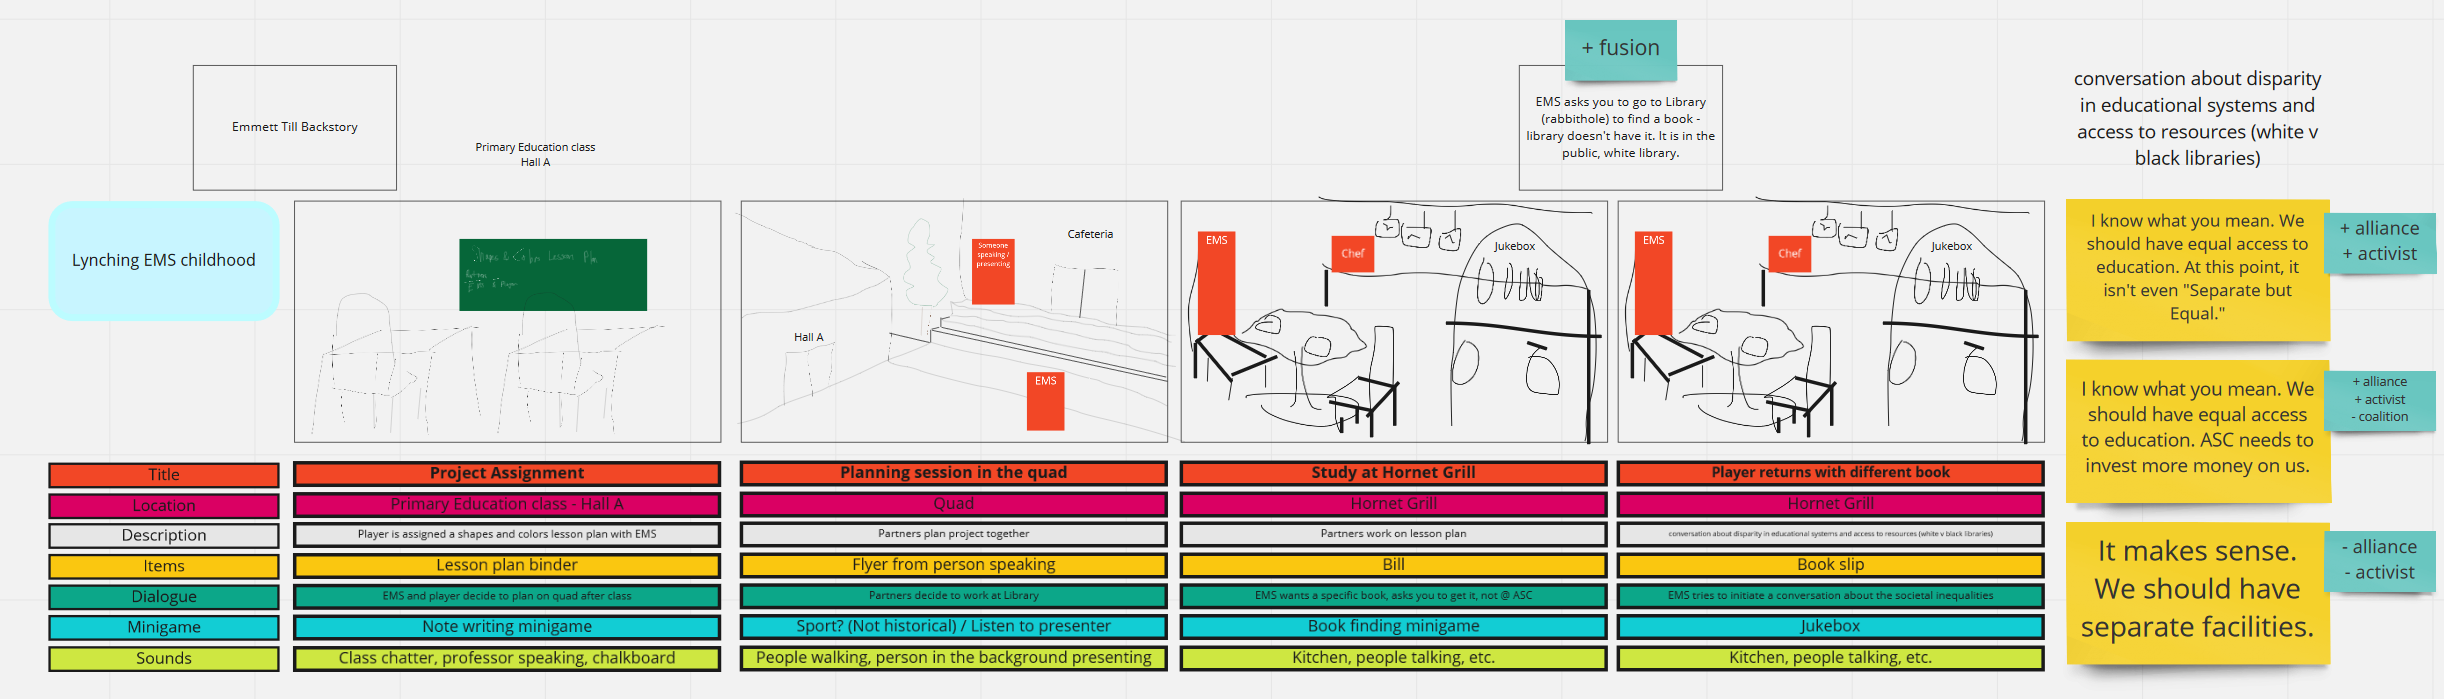 + fusion
Emmett Till Backstory
Primary Education class
Hall A
EMS asks you to go to Library
(rabbithole) to find a book -
library doesn't have it. It is in the
public, white library.
conversation about disparity
in educational systems and
access to resources (white v
black libraries)
Lynching EMS childhood
Shapes & Colors Lesson Plan
Cafeteria
Someone
speaking /
presenting
Hall A
EMS
EMS
Chef
Jukebox
EMS
Chef
Jukebox
I know what you mean. We
should have equal access to
education. At this point, it
isn't even "Separate but
Equal."
+ alliance
+ activist
I know what you mean. We
should have equal access
to education. ASC needs to
invest more money on us.
+ alliance
+ activist
- coalition
It makes sense.
We should have
separate facilities.
- alliance
- activist
Title
Project Assignment
Planning session in the quad
Study at Hornet Grill
Player returns with different book
Location
Primary Education class - Hall A
Quad
Hornet Grill
Hornet Grill
Description
Player is assigned a shapes and colors lesson plan with EMS
Partners plan project together
Partners work on lesson plan
conversation about disparity in educational systems and access to resources (white v black libraries)
Items
Lesson plan binder
Flyer from person speaking
Bill
Book slip
Dialogue
EMS and player decide to plan on quad after class
Partners decide to work at Library
EMS wants a specific book, asks you to get it, not @ ASC
EMS tries to initiate a conversation about the societal inequalities
Minigame
Note writing minigame
Sport? (Not historical) / Listen to presenter
Book finding minigame
Jukebox
Sounds
Class chatter, professor speaking, chalkboard
People walking, person in the background presenting
Kitchen, people talking, etc.
Kitchen, people talking, etc.